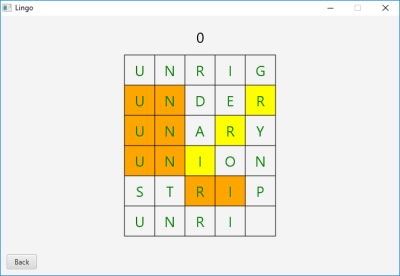 Lingo
0
U N R I G
U N D E R
U N A R Y
U N I O N
S T R I P
U N R I
Back